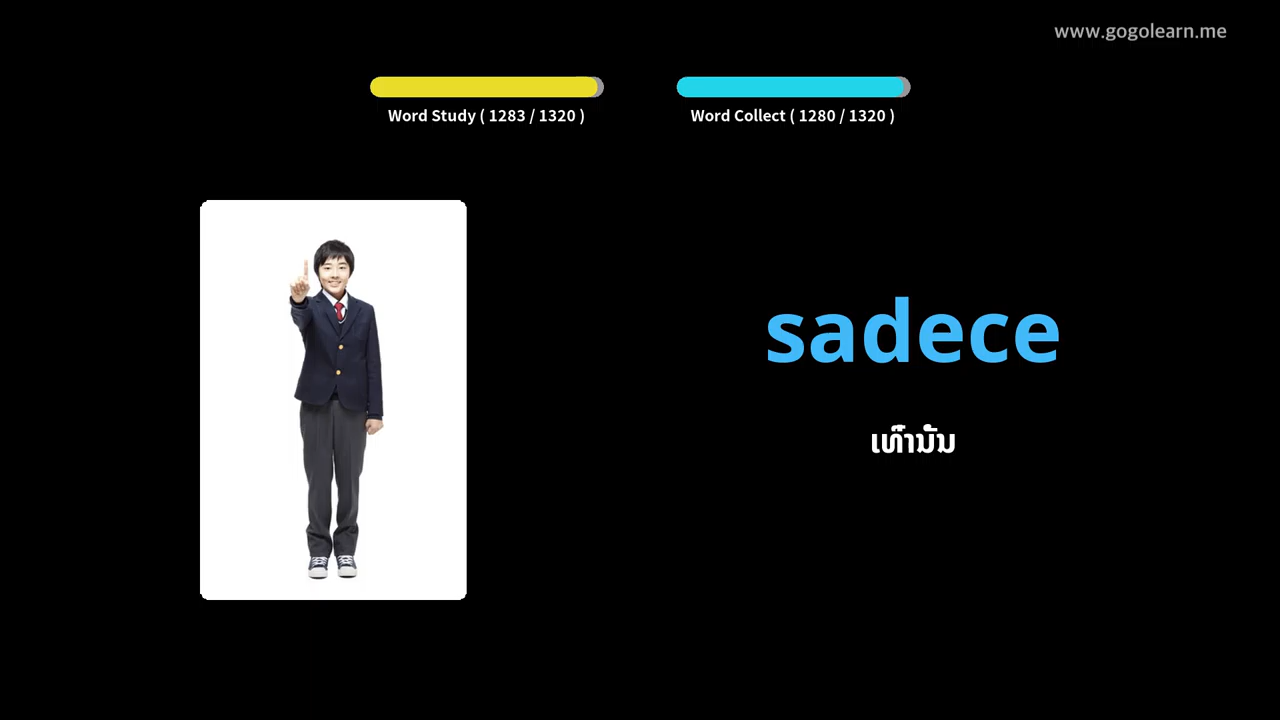 www.gogolearn.me
Word Study ( 1283 / 1320 )
Word Collect ( 1280 / 1320 )
sadece
ເທົ່ານັ້ນ